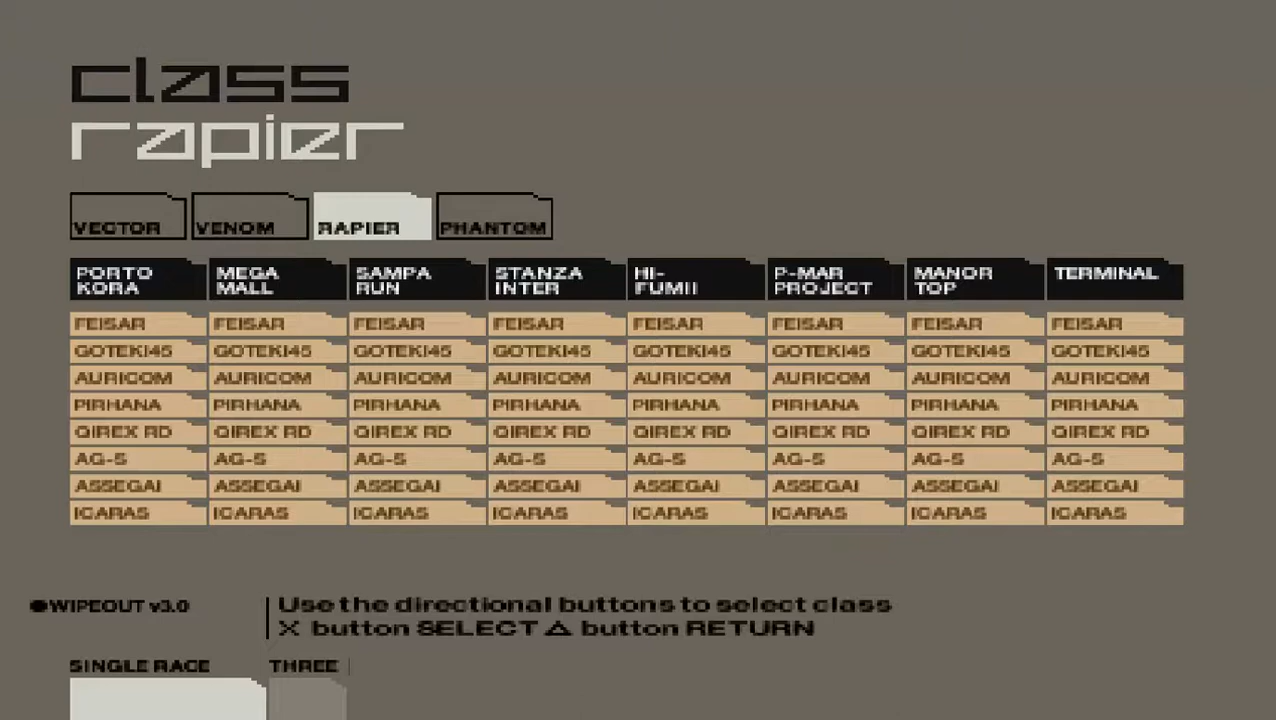 class
rapier
VECTOR VENOM RAPIER PHANTOM
PORTO KORA MEGA MALL SAMPA RUN STANZA INTER HI-FUMII P-MAR PROJECT MANOR TOP TERMINAL
FEISAR FEISAR FEISAR FEISAR FEISAR FEISAR FEISAR FEISAR
GOTEKI45 GOTEKI45 GOTEKI45 GOTEKI45 GOTEKI45 GOTEKI45 GOTEKI45 GOTEKI45
AURICOM AURICOM AURICOM AURICOM AURICOM AURICOM AURICOM AURICOM
PIRHANA PIRHANA PIRHANA PIRHANA PIRHANA PIRHANA PIRHANA PIRHANA
QIREX RD QIREX RD QIREX RD QIREX RD QIREX RD QIREX RD QIREX RD QIREX RD
AG-S AG-S AG-S AG-S AG-S AG-S AG-S AG-S
ASSEGAI ASSEGAI ASSEGAI ASSEGAI ASSEGAI ASSEGAI ASSEGAI ASSEGAI
ICARAS ICARAS ICARAS ICARAS ICARAS ICARAS ICARAS ICARAS
●WIPEOUT v3.0
Use the directional buttons to select class
X button SELECT △ button RETURN
SINGLE RACE THREE